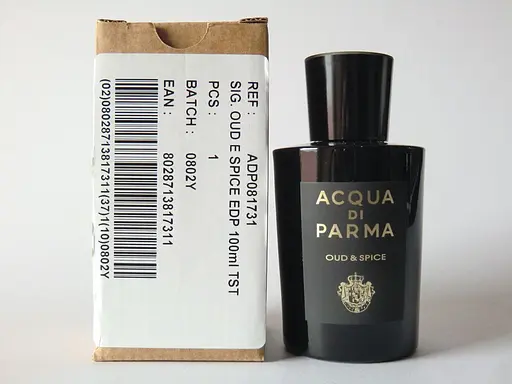 REF : ADP081731
SIG. OUD E SPICE EDP 100ml TST
PCS : 1
BATCH : 0802Y
EAN : 8028713817311
(02)08028713817311(37)1(10)0802Y
ACQUA
DI
PARMA
OUD & SPICE